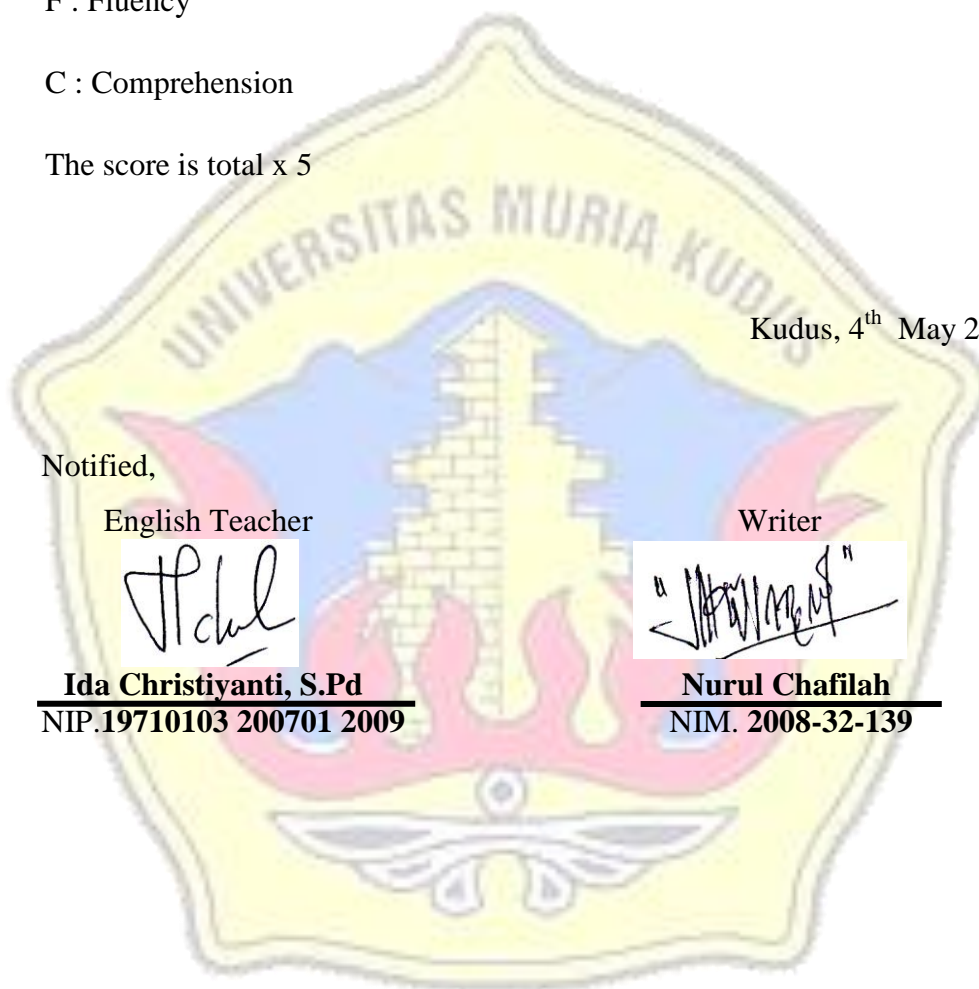 F : Fluency
C : Comprehension
The score is total x 5
UNIVERSITAS MURIA KUDUS
Kudus, 4th May 2
Notified,
English Teacher
Writer
Ida Christiyanti, S.Pd
Nurul Chafilah
NIP.19710103 200701 2009
NIM. 2008-32-139